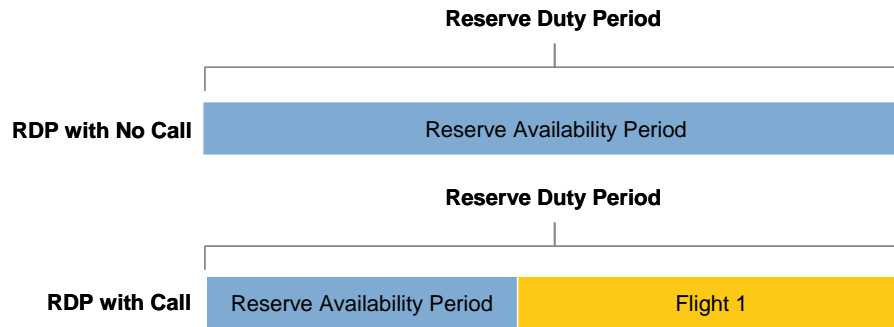 Reserve Duty Period
RDP with No Call
Reserve Availability Period
Reserve Duty Period
RDP with Call
Reserve Availability Period
Flight 1